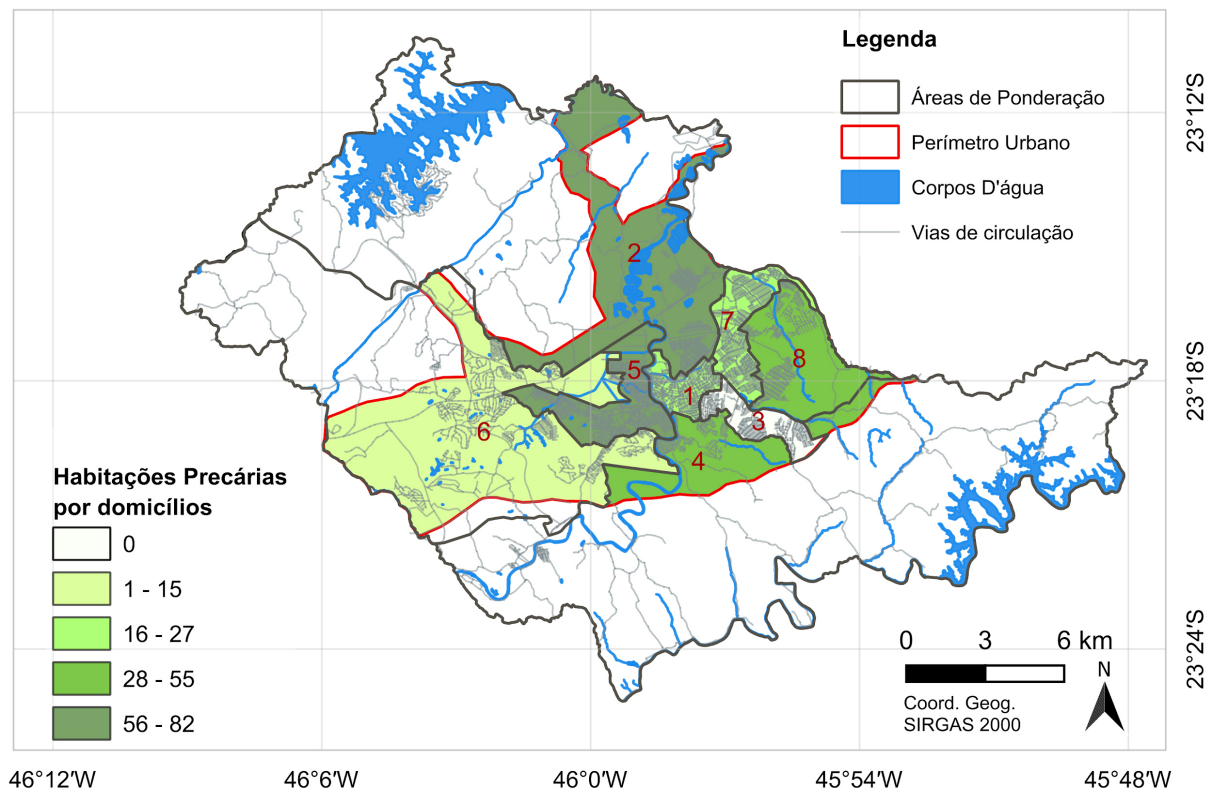 Legenda
Áreas de Ponderação
Perímetro Urbano
Corpos D'água
Vias de circulação
23°12'S
2
7
8
23°18'S
5
1
3
6
4
Habitações Precárias
por domicílios
0
1 - 15
16 - 27
28 - 55
56 - 82
0 3 6 km
23°24'S
N
Coord. Geog.
SIRGAS 2000
46°12'W 46°6'W 46°0'W 45°54'W 45°48'W